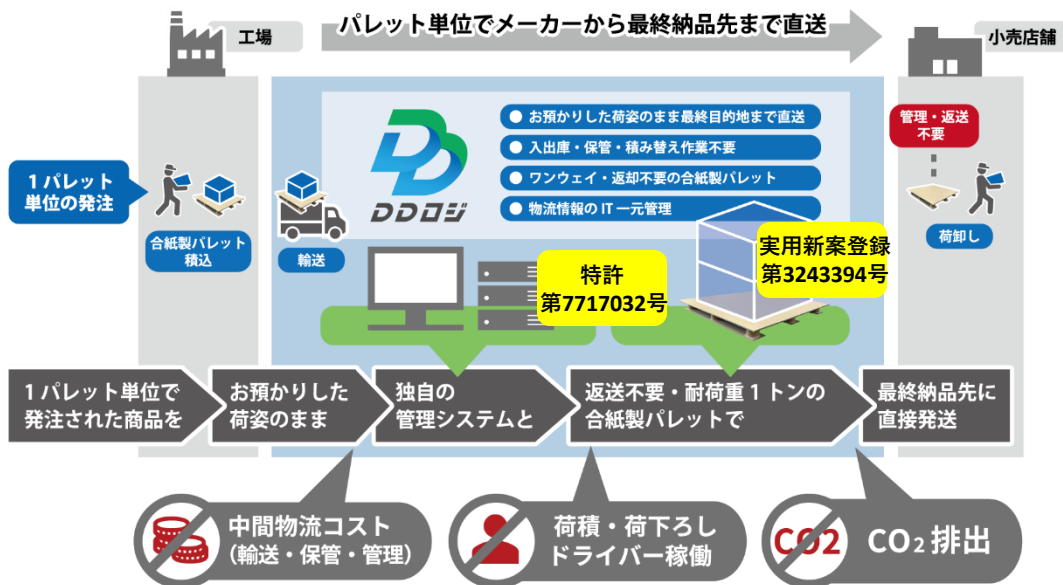 パレット単位でメーカーから最終納品先まで直送
工場
小売店舗
DDロジ
● お預かりした荷姿のまま最終目的地まで直送
● 入出庫・保管・積み替え作業不要
● ワンウェイ・返却不要の合紙製パレット
● 物流情報の IT 一元管理
管理・返送
不要
1パレット
単位の発注
合紙製パレット
積込
輸送
荷卸し
特許
第7717032号
実用新案登録
第3243394号
1パレット単位で
発注された商品を
お預かりした
荷姿のまま
独自の
管理システムと
返送不要・耐荷重1トンの
合紙製パレットで
最終納品先に
直接発送
中間物流コスト
（輸送・保管・管理）
荷積・荷下ろし
ドライバー稼働
CO2
CO₂排出